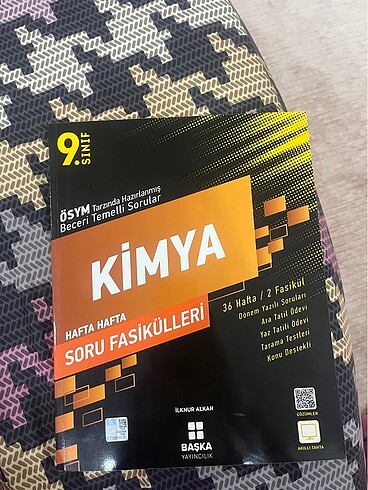 9.
SINIF
ÖSYM Tarzında Hazırlanmış
Beceri Temelli Sorular
KİMYA
HAFTA HAFTA
SORU FASİKÜLLERİ
36 Hafta / 2 Fasikül
Dönem Yazılı Soruları
Ara Tatil Ödevi
Yaz Tatili Ödevi
Tarama Testleri
Konu Destekli
İLKNUR ALKAN
BAŞKA
YAYINCILIK
ÇÖZÜMLER
AKILLI TAHTA